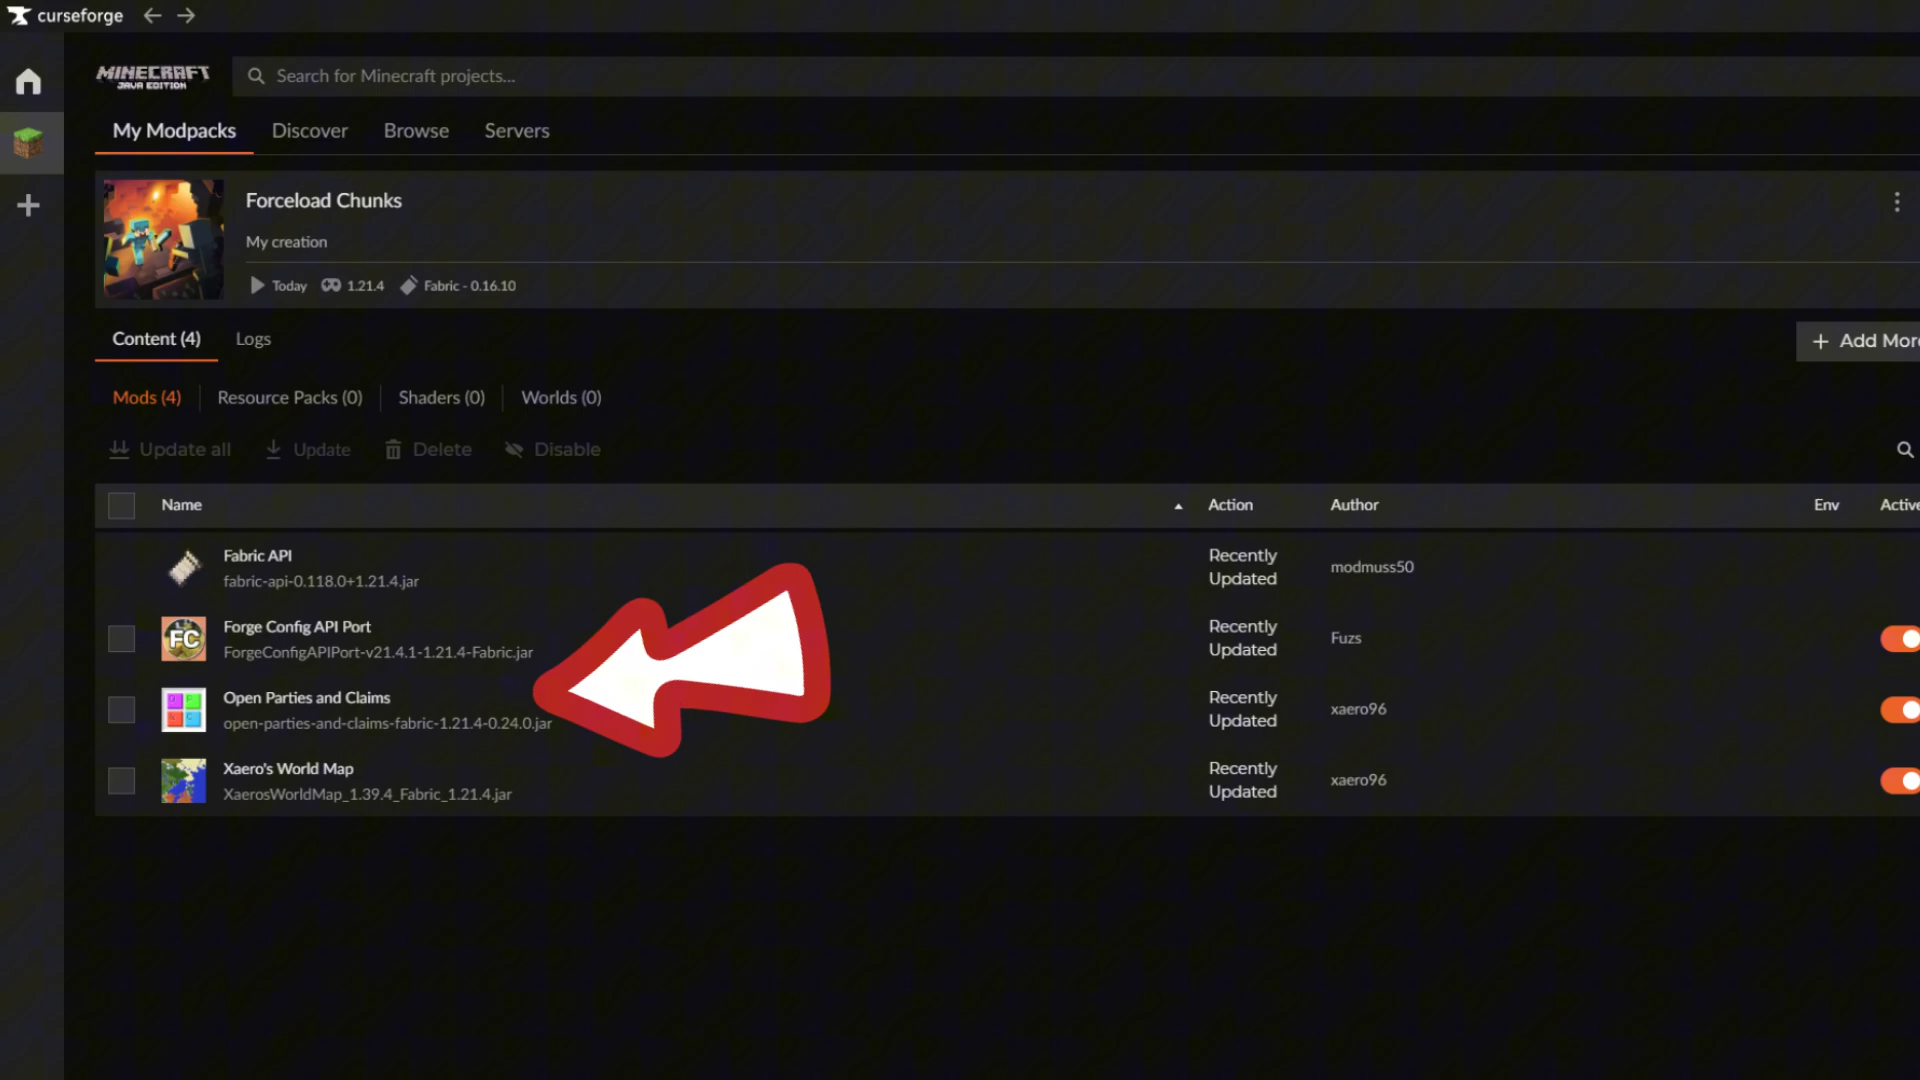 curseforge
MINECRAFT
JAVA EDITION
Search for Minecraft projects...
My Modpacks
Discover
Browse
Servers
Forceload Chunks
My creation
Today
1.21.4
Fabric - 0.16.10
Content (4)
Logs
+ Add More
Mods (4)
Resource Packs (0)
Shaders (0)
Worlds (0)
Update all
Update
Delete
Disable
Name
Action
Author
Env
Active
Fabric API
fabric-api-0.118.0+1.21.4.jar
Recently
Updated
modmuss50
FC
Forge Config API Port
ForgeConfigAPIPort-v21.4.1-1.21.4-Fabric.jar
Recently
Updated
Fuzs
Open Parties and Claims
open-parties-and-claims-fabric-1.21.4-0.24.0.jar
Recently
Updated
xaero96
Xaero's World Map
XaerosWorldMap_1.39.4_Fabric_1.21.4.jar
Recently
Updated
xaero96